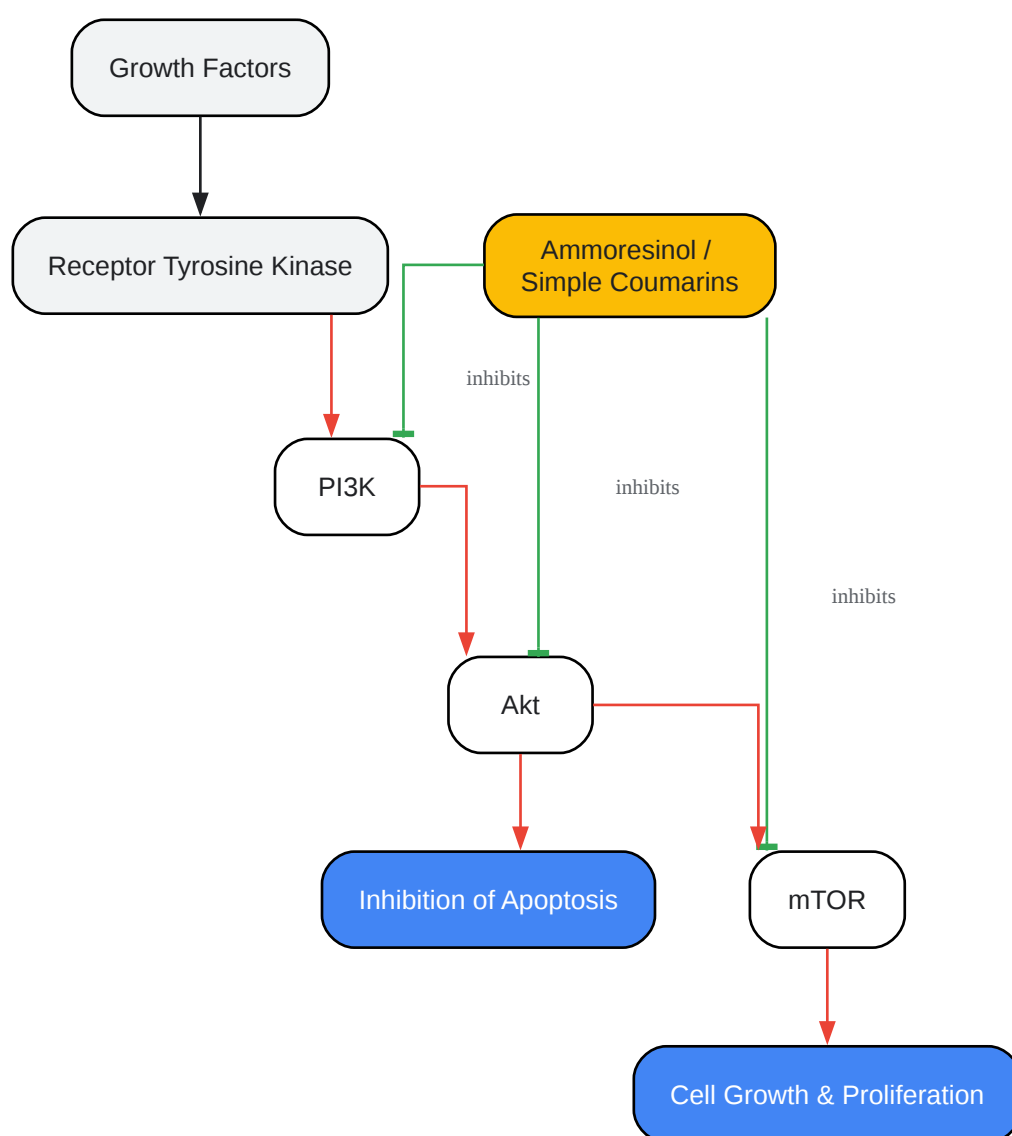 Growth Factors
Receptor Tyrosine Kinase
Ammoresinol /
Simple Coumarins
inhibits
PI3K
inhibits
inhibits
Akt
Inhibition of Apoptosis
mTOR
Cell Growth & Proliferation